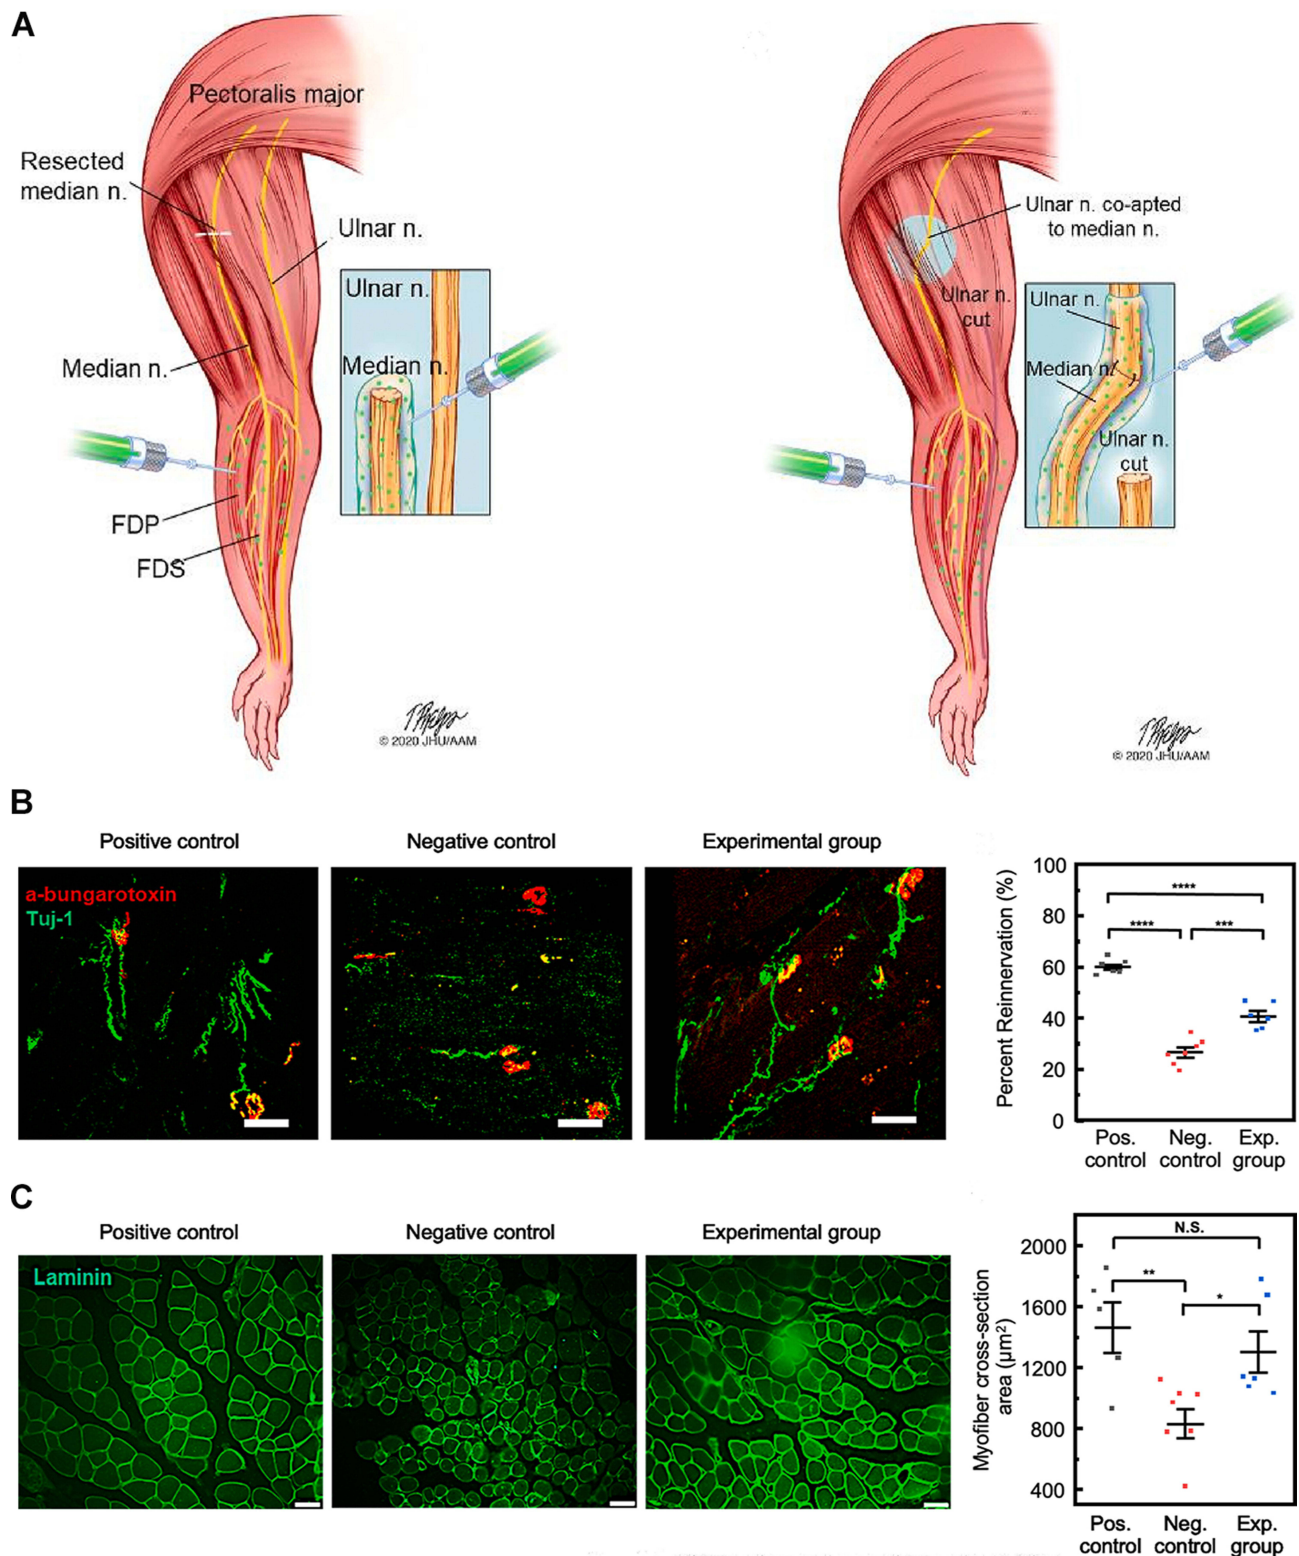 A
Pectoralis major
Resected
median n.
Ulnar n.
Ulnar n.
Median n.
Median n.
FDP
FDS
© 2020 JHU/AAM
Ulnar n. co-apted
to median n.
Ulnar n.
cut
Ulnar n.
Median n.
Ulnar n.
cut
© 2020 JHU/AAM
B
Positive control
Negative control
Experimental group
a-bungarotoxin
Tuj-1
Percent Reinnervation (%)
100
80
60
40
20
0
****
****
***
Pos.
control
Neg.
control
Exp.
group
C
Positive control
Negative control
Experimental group
Laminin
Myofiber cross-section
area (µm²)
2000
1600
1200
800
400
N.S.
**
*
Pos.
control
Neg.
control
Exp.
group